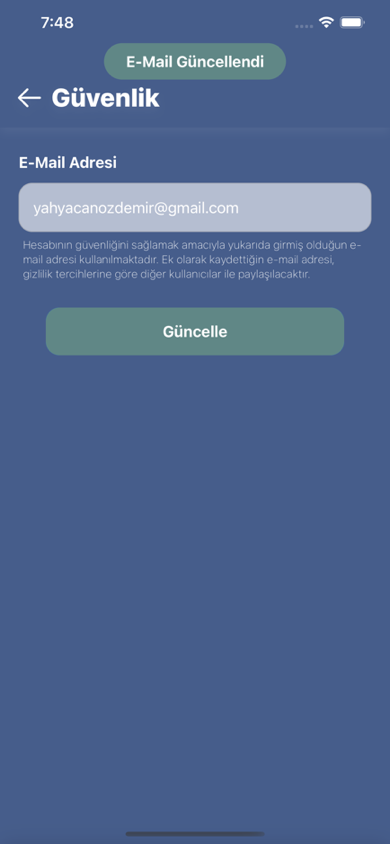 7:48
E-Mail Güncellendi
Güvenlik
E-Mail Adresi
yahyacanozdemir@gmail.com
Hesabının güvenliğini sağlamak amacıyla yukarıda girmiş olduğun e-
mail adresi kullanılmaktadır. Ek olarak kaydettiğin e-mail adresi,
gizlilik tercihlerine göre diğer kullanıcılar ile paylaşılacaktır.
Güncelle